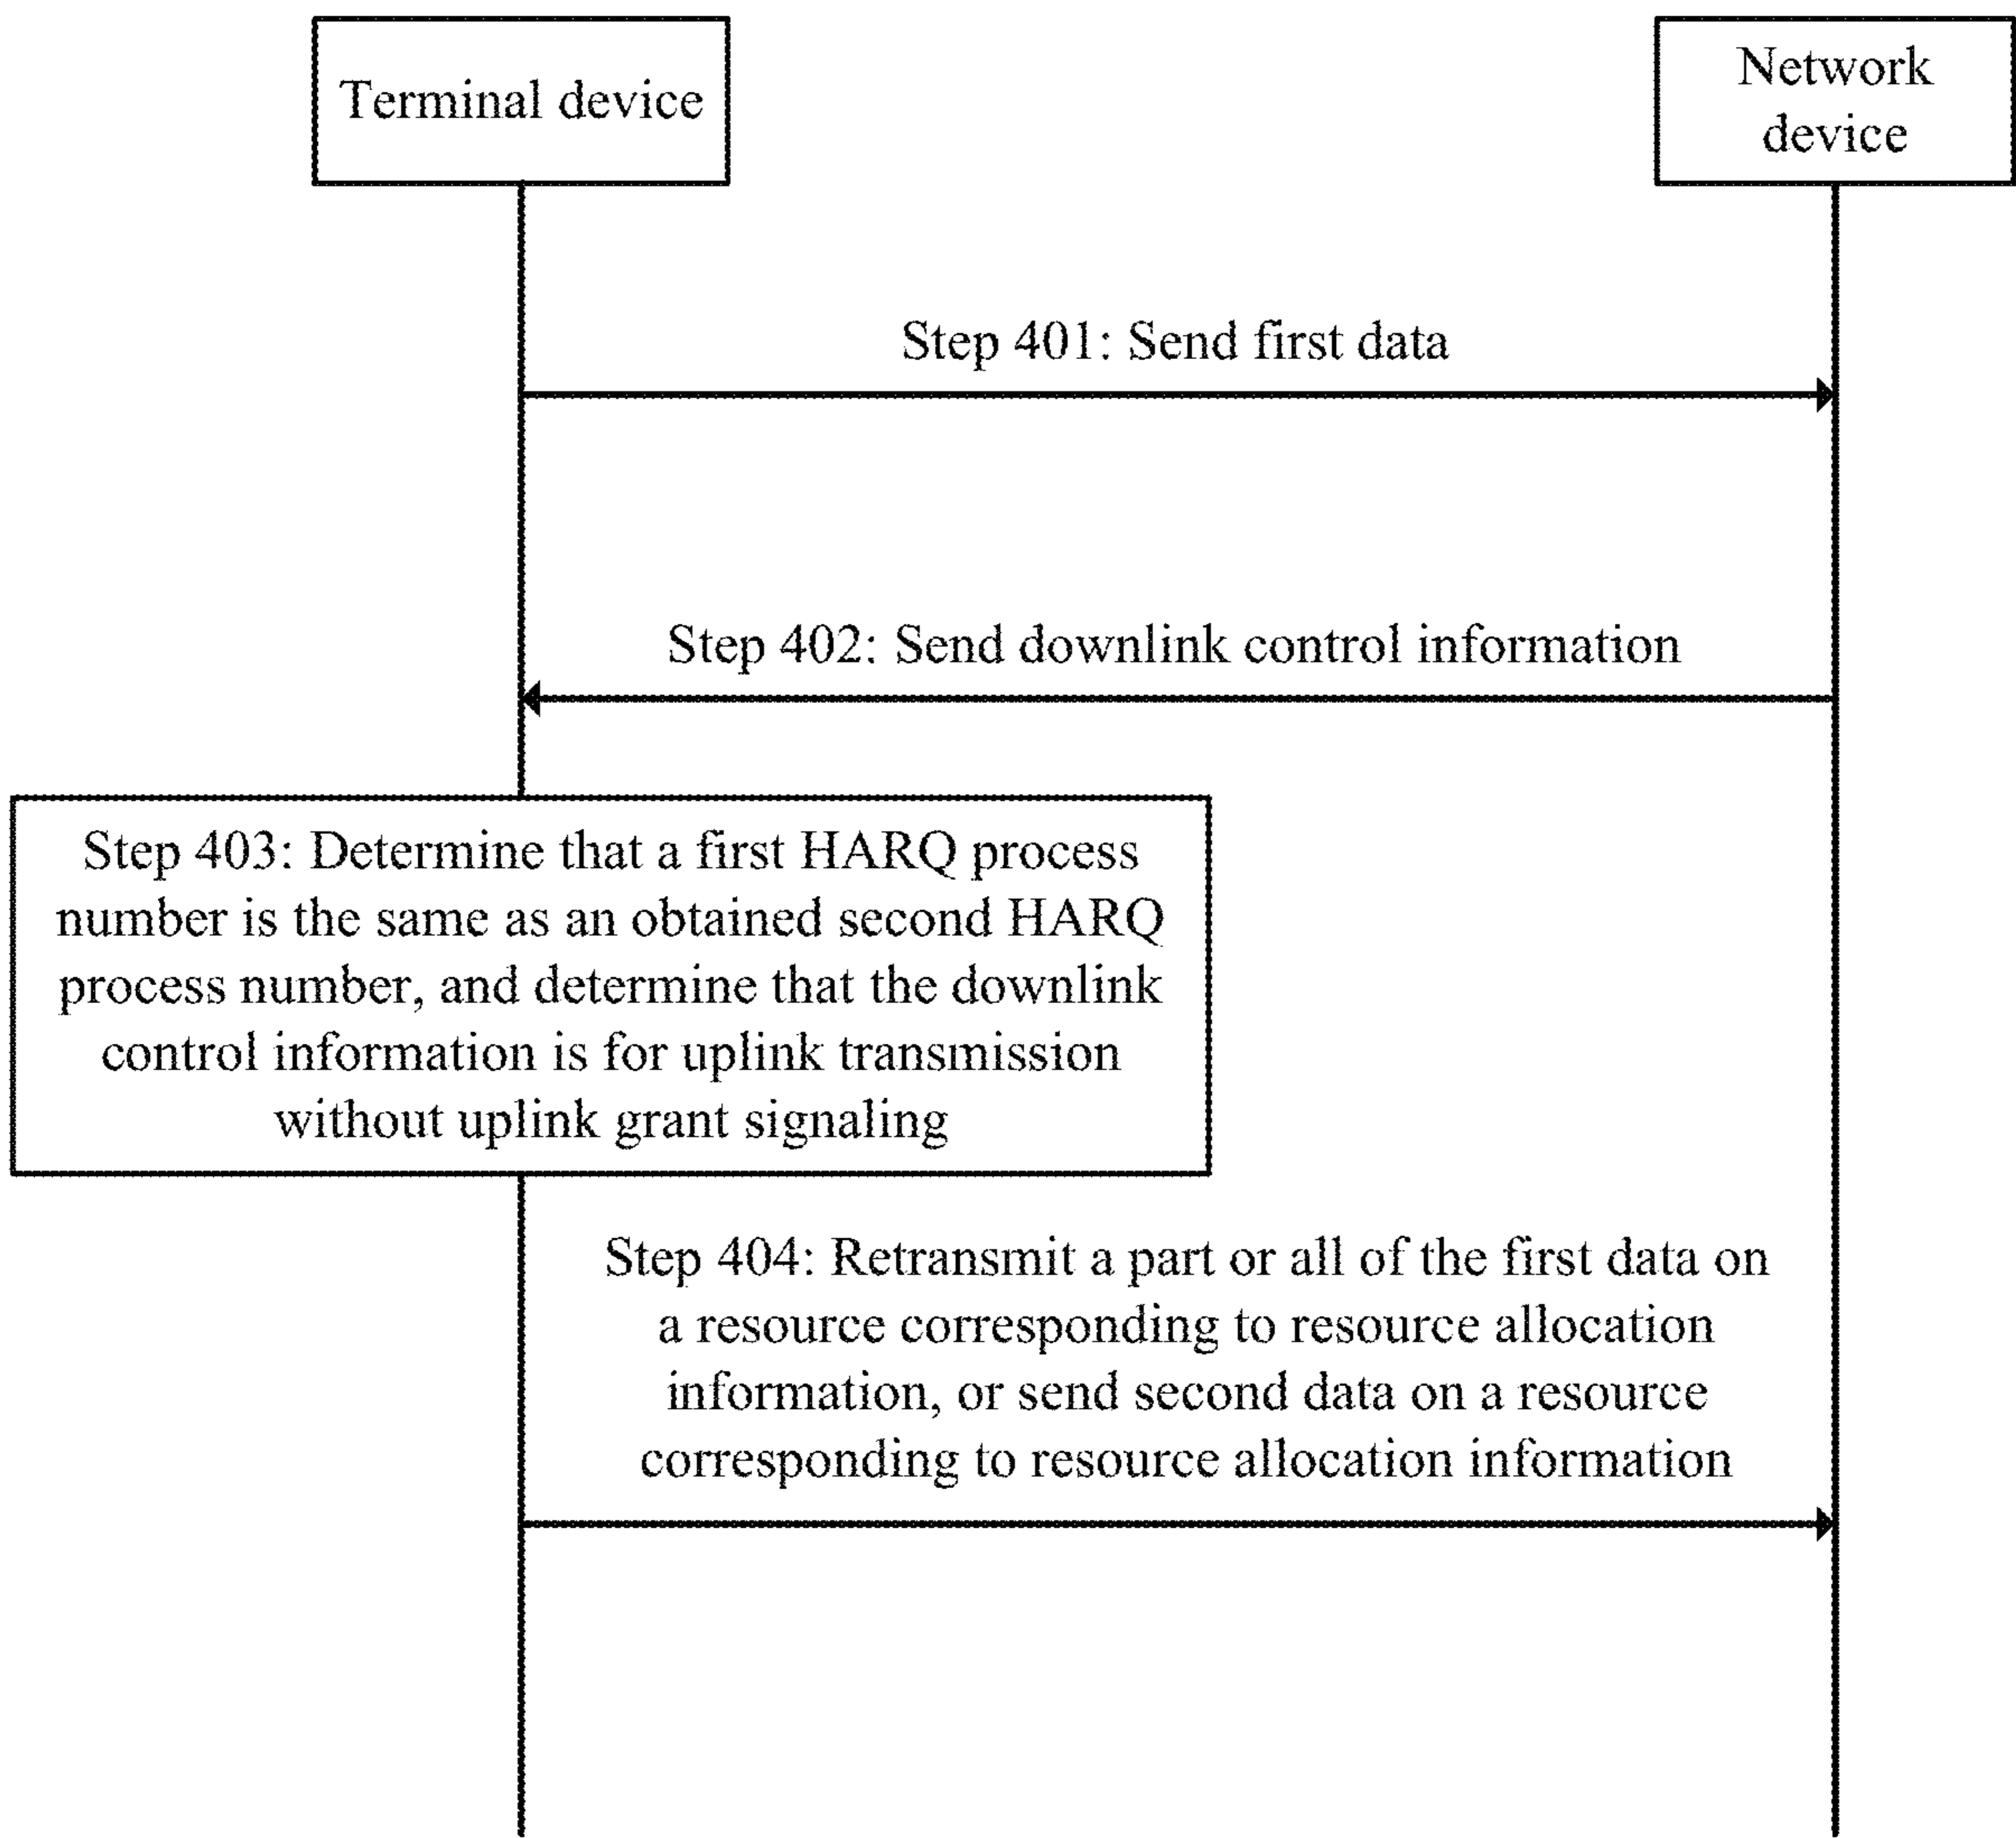 Terminal device
Network
device
Step 401: Send first data
Step 402: Send downlink control information
Step 403: Determine that a first HARQ process
number is the same as an obtained second HARQ
process number, and determine that the downlink
control information is for uplink transmission
without uplink grant signaling
Step 404: Retransmit a part or all of the first data on
a resource corresponding to resource allocation
information, or send second data on a resource
corresponding to resource allocation information